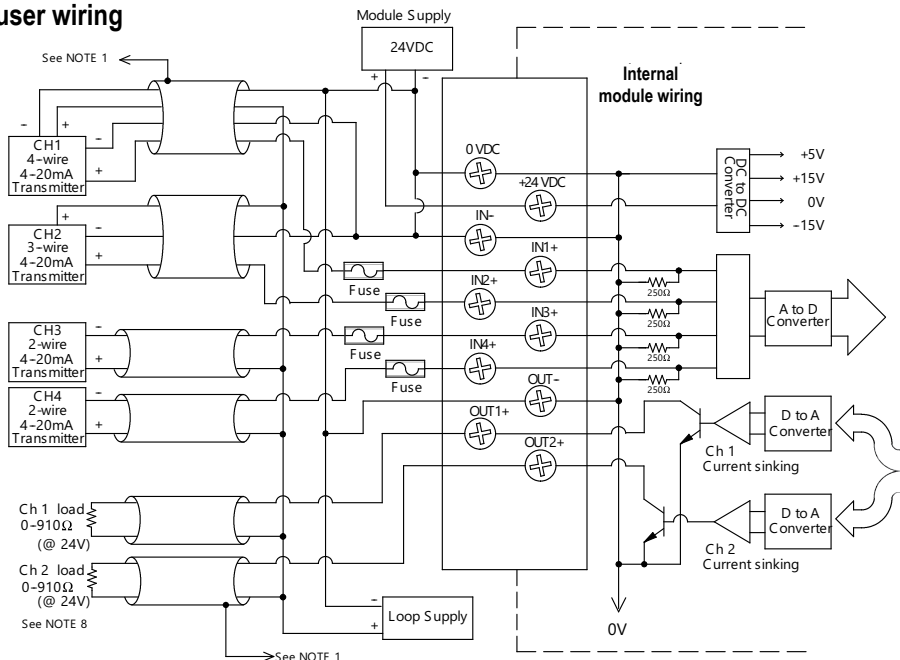 user wiring
Module Supply
24VDC
+ -
See NOTE 1
Internal
module wiring
- +
-
+
CH1
4-wire
4-20mA
Transmitter
0 VDC
+24 VDC
DC to DC
Converter
+5V
+15V
0V
-15V
+
-
+
CH2
3-wire
4-20mA
Transmitter
IN-
IN1+
Fuse
250Ω
IN2+
Fuse
250Ω
A to D
Converter
CH3
2-wire
4-20mA
Transmitter
-
+
IN3+
Fuse
250Ω
IN4+
Fuse
250Ω
CH4
2-wire
4-20mA
Transmitter
-
+
OUT-
OUT1+
OUT2+
D to A
Converter
Ch 1
Current sinking
Ch 1 load
0-910Ω
(@ 24V)
D to A
Converter
Ch 2
Current sinking
Ch 2 load
0-910Ω
(@ 24V)
See NOTE 8
-
+
Loop Supply
0V
See NOTE 1